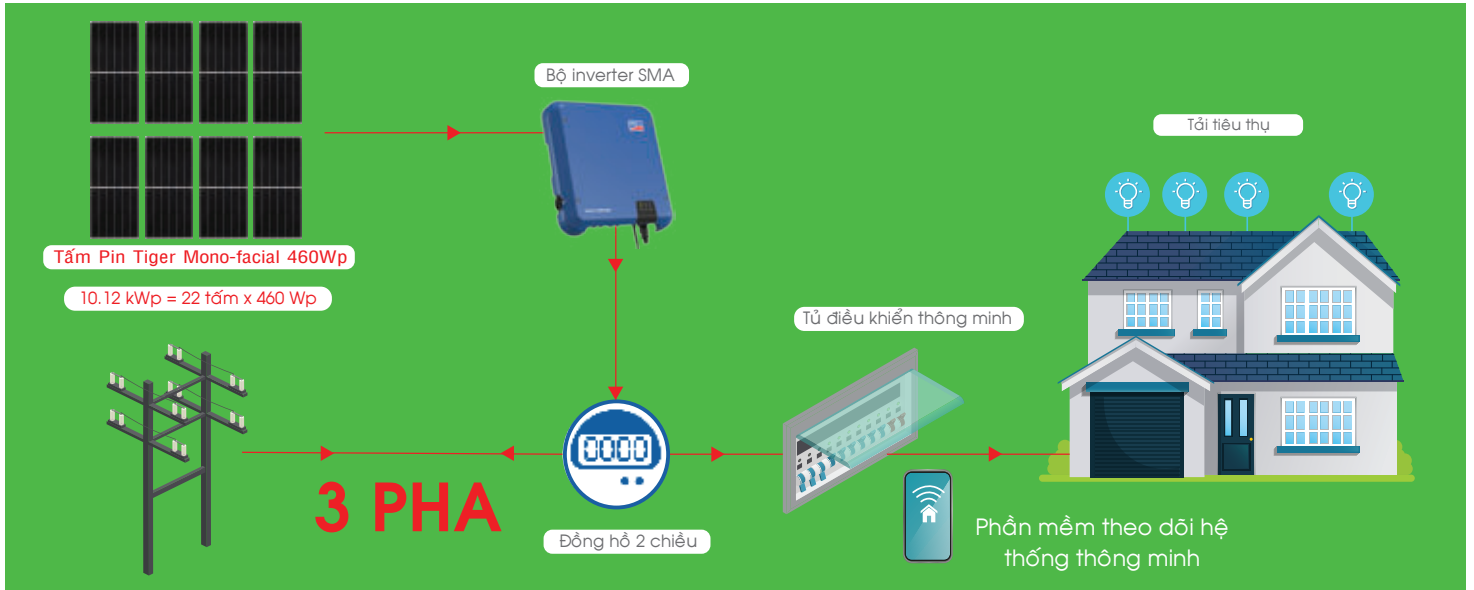 Bộ inverter SMA
Tải tiêu thụ
Tấm Pin Tiger Mono-facial 460Wp
10.12 kWp = 22 tấm x 460 Wp
Tủ điều khiển thông minh
0000
3 PHA
Đồng hồ 2 chiều
Phần mềm theo dõi hệ
thống thông minh